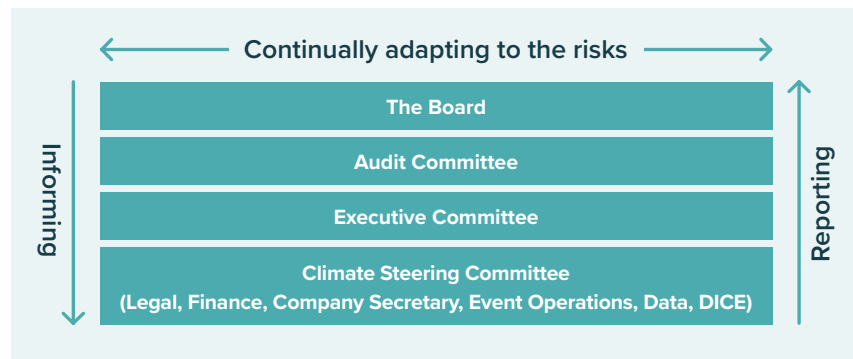 Continually adapting to the risks
Informing
The Board
Audit Committee
Executive Committee
Climate Steering Committee
(Legal, Finance, Company Secretary, Event Operations, Data, DICE)
Reporting